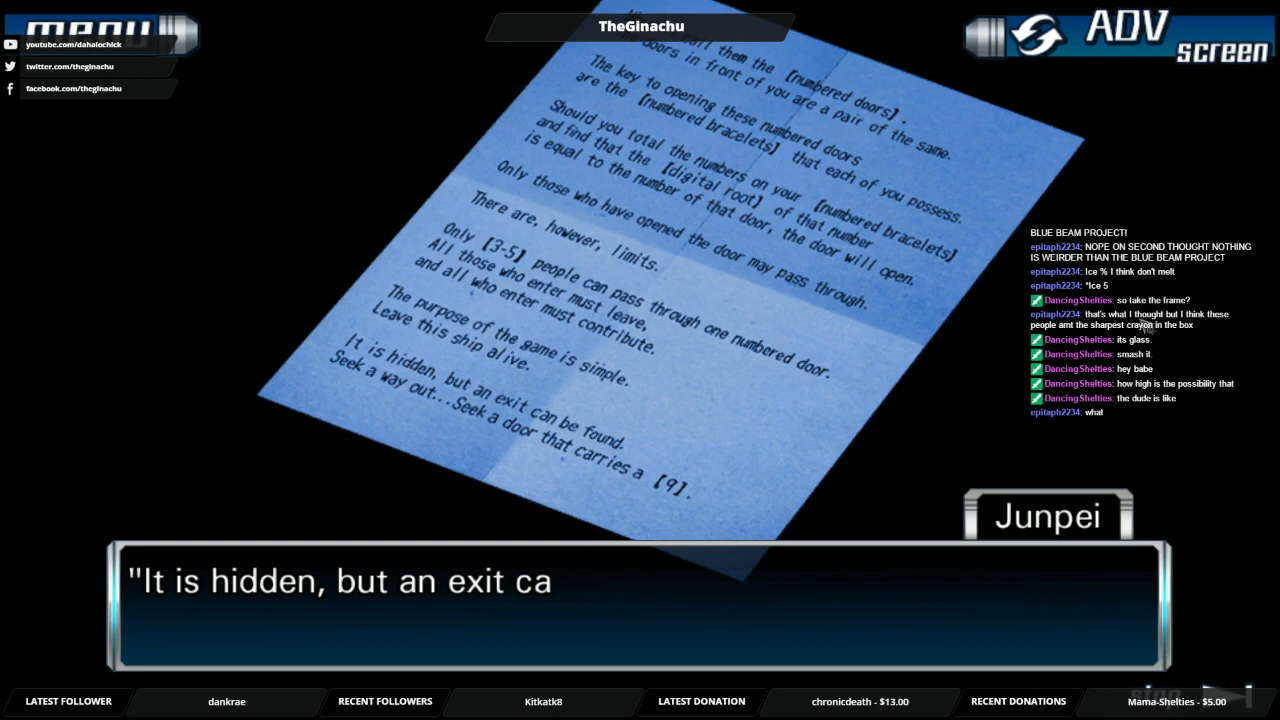 menu
TheGinachu
ADV
screen
youtube.com/dahalochick
twitter.com/theginachu
facebook.com/theginachu
call them the [numbered doors].
doors in front of you are a pair of the same.
The key to opening these numbered doors
are the [numbered bracelets] that each of you possess.
Should you total the numbers on your [numbered bracelets]
and find that the [digital root] of that number
is equal to the number of that door, the door will open.
Only those who have opened the door may pass through.
There are, however, limits.
Only [3-5] people can pass through one numbered door.
All those who enter must leave,
and all who enter must contribute.
The purpose of the game is simple.
Leave this ship alive.
It is hidden, but an exit can be found.
Seek a way out...Seek a door that carries a [9].
BLUE BEAM PROJECT!
epitaph2234: NOPE ON SECOND THOUGHT NOTHING
IS WEIRDER THAN THE BLUE BEAM PROJECT
epitaph2234: Ice % I think don't melt
epitaph2234: *Ice 5
DancingShelties: so take the frame?
epitaph2234: that's what I thought but I think these
people amt the sharpest crayon in the box
DancingShelties: its glass.
DancingShelties: smash it.
DancingShelties: hey babe
DancingShelties: how high is the possibility that
DancingShelties: the dude is like
epitaph2234: what
Junpei
"It is hidden, but an exit ca
stop
LATEST FOLLOWER
dankrae
RECENT FOLLOWERS
Kitkatk8
LATEST DONATION
chronicdeath - $13.00
RECENT DONATIONS
Mama-Shelties - $5.00